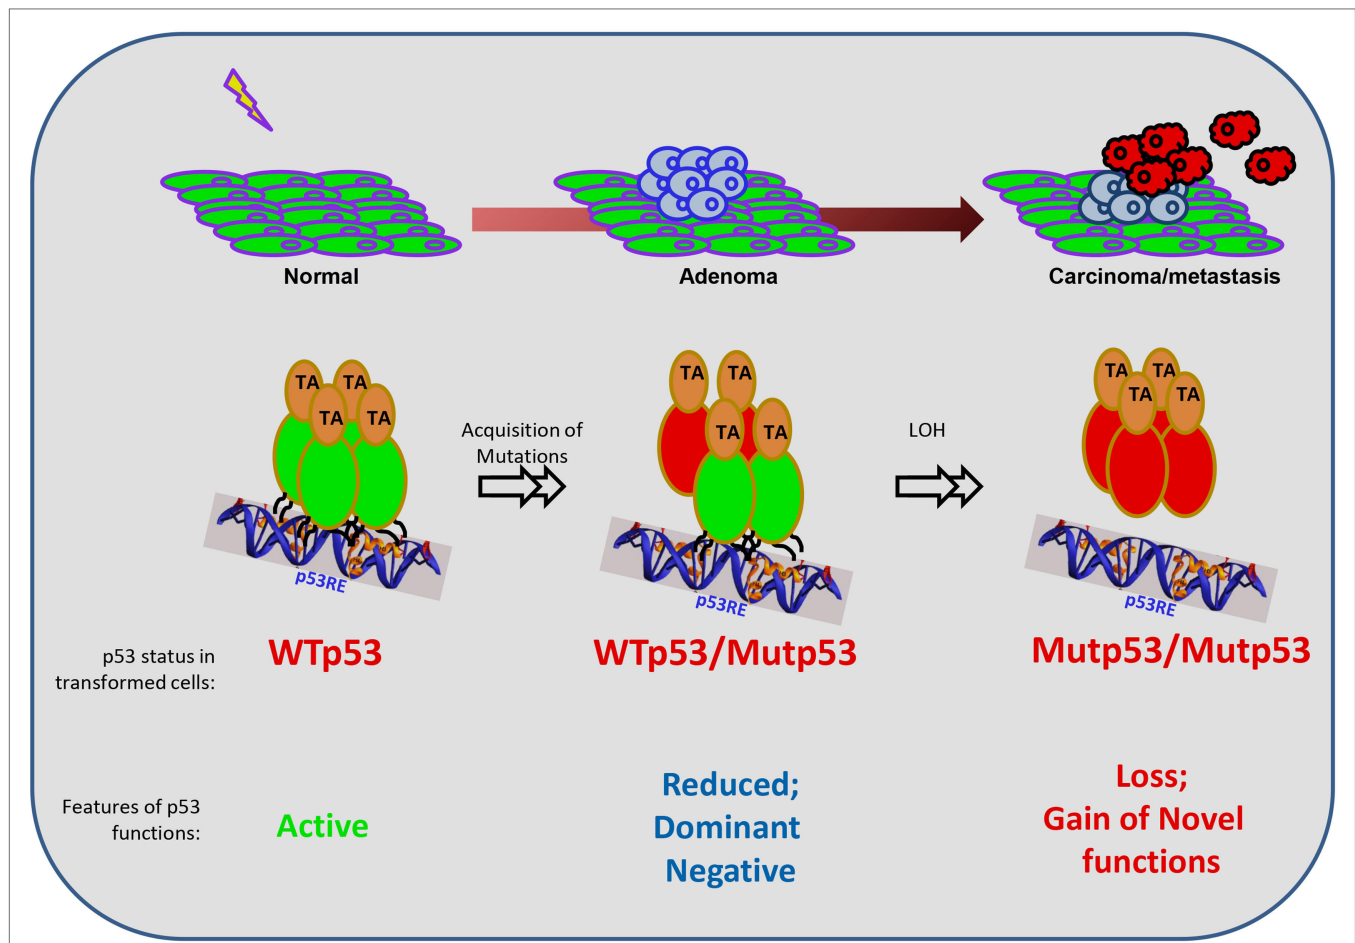 Normal
Adenoma
Carcinoma/metastasis
TA
TA
TA
TA
TA
TA
TA
TA
TA
TA
TA
TA
Acquisition of
Mutations
LOH
p53RE
p53RE
p53RE
p53 status in
transformed cells:
WTp53
WTp53/Mutp53
Mutp53/Mutp53
Features of p53
functions:
Active
Reduced;
Dominant
Negative
Loss;
Gain of Novel
functions